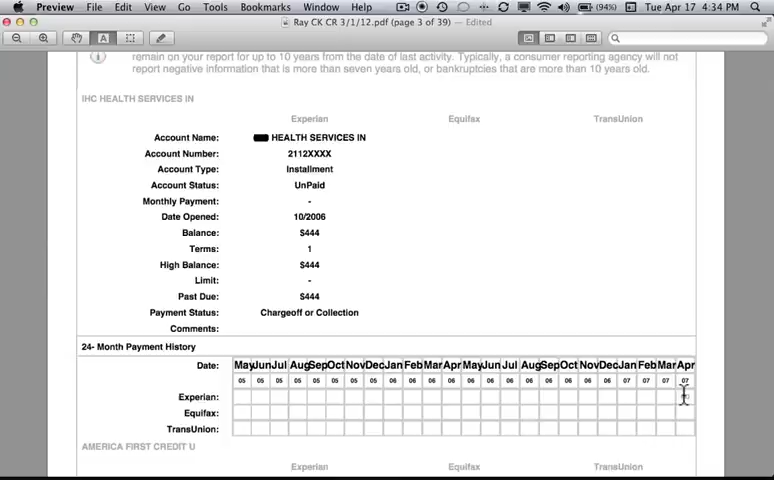 Preview File Edit View Go Tools Bookmarks Window Help (94%) Tue Apr 17 4:34 PM
Ray CK CR 3/1/12.pdf (page 3 of 39) — Edited
remain on your report for up to 10 years from the date of last activity. Typically, a consumer reporting agency will not
report negative information that is more than seven years old, or bankruptcies that are more than 10 years old.
IHC HEALTH SERVICES IN
Experian Equifax TransUnion
Account Name: HEALTH SERVICES IN
Account Number: 2112XXXX
Account Type: Installment
Account Status: UnPaid
Monthly Payment: -
Date Opened: 10/2006
Balance: $444
Terms: 1
High Balance: $444
Limit: -
Past Due: $444
Payment Status: Chargeoff or Collection
Comments:
24- Month Payment History
Date: May Jun Jul Aug Sep Oct Nov Dec Jan Feb Mar Apr May Jun Jul Aug Sep Oct Nov Dec Jan Feb Mar Apr
05 05 05 05 05 05 05 05 06 06 06 06 06 06 06 06 06 06 06 06 07 07 07 07
Experian:
Equifax:
TransUnion:
AMERICA FIRST CREDIT U
Experian Equifax TransUnion